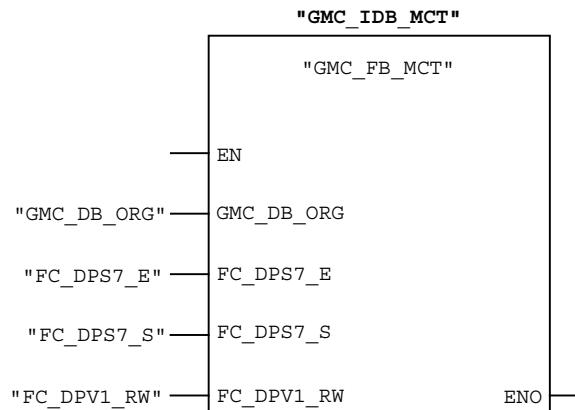 "GMC_IDB_MCT"
"GMC_FB_MCT"
EN
"GMC_DB_ORG" GMC_DB_ORG
"FC_DPS7_E" FC_DPS7_E
"FC_DPS7_S" FC_DPS7_S
"FC_DPV1_RW" FC_DPV1_RW ENO